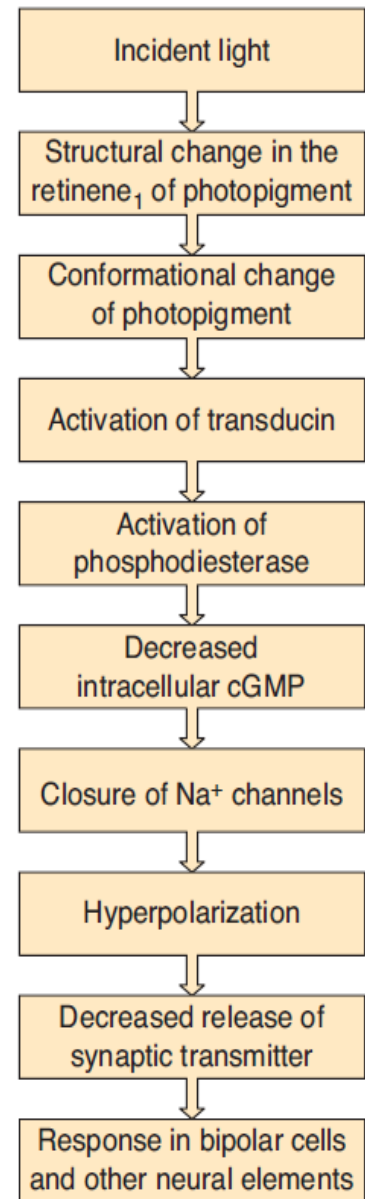 Incident light
Structural change in the
retinene₁ of photopigment
Conformational change
of photopigment
Activation of transducin
Activation of
phosphodiesterase
Decreased
intracellular cGMP
Closure of Na⁺ channels
Hyperpolarization
Decreased release of
synaptic transmitter
Response in bipolar cells
and other neural elements